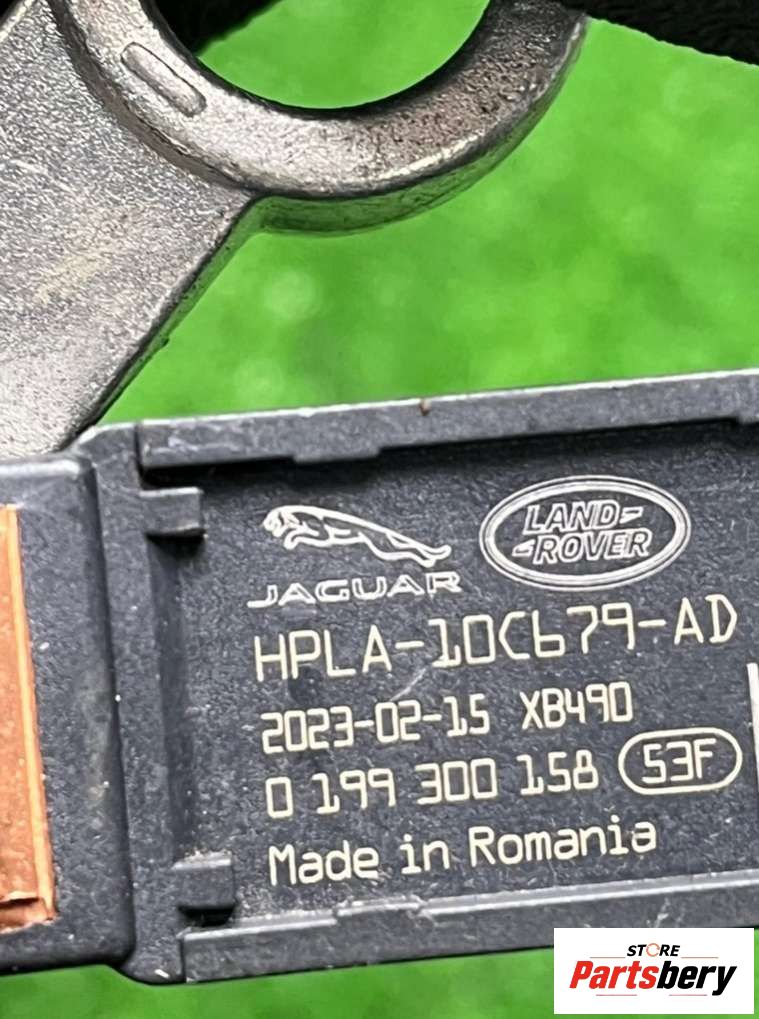 LAND-
-ROVER
JAGUAR
HPLA-10C679-AD
2023-02-15 XB490
0 199 300 158 53F
Made in Romania
STORE
Partsbery